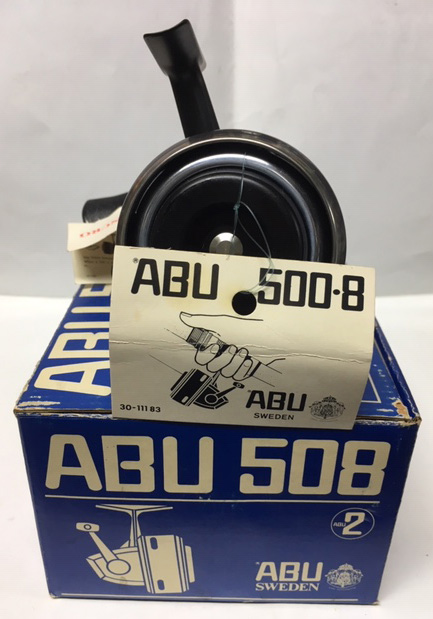 ABU 500·8
30-111 83
ABU
SWEDEN
ABU 508
ABU 2
ABU
SWEDEN